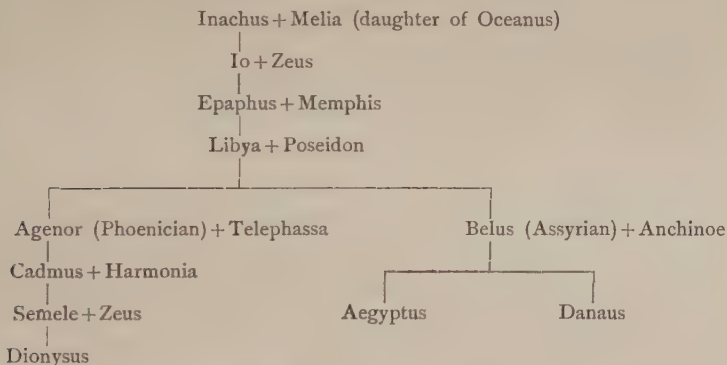 Inachus + Melia (daughter of Oceanus)
Io + Zeus
Epaphus + Memphis
Libya + Poseidon
Agenor (Phoenician) + Telephassa
Belus (Assyrian) + Anchinoe
Cadmus + Harmonia
Semele + Zeus
Aegyptus
Danaus
Dionysus